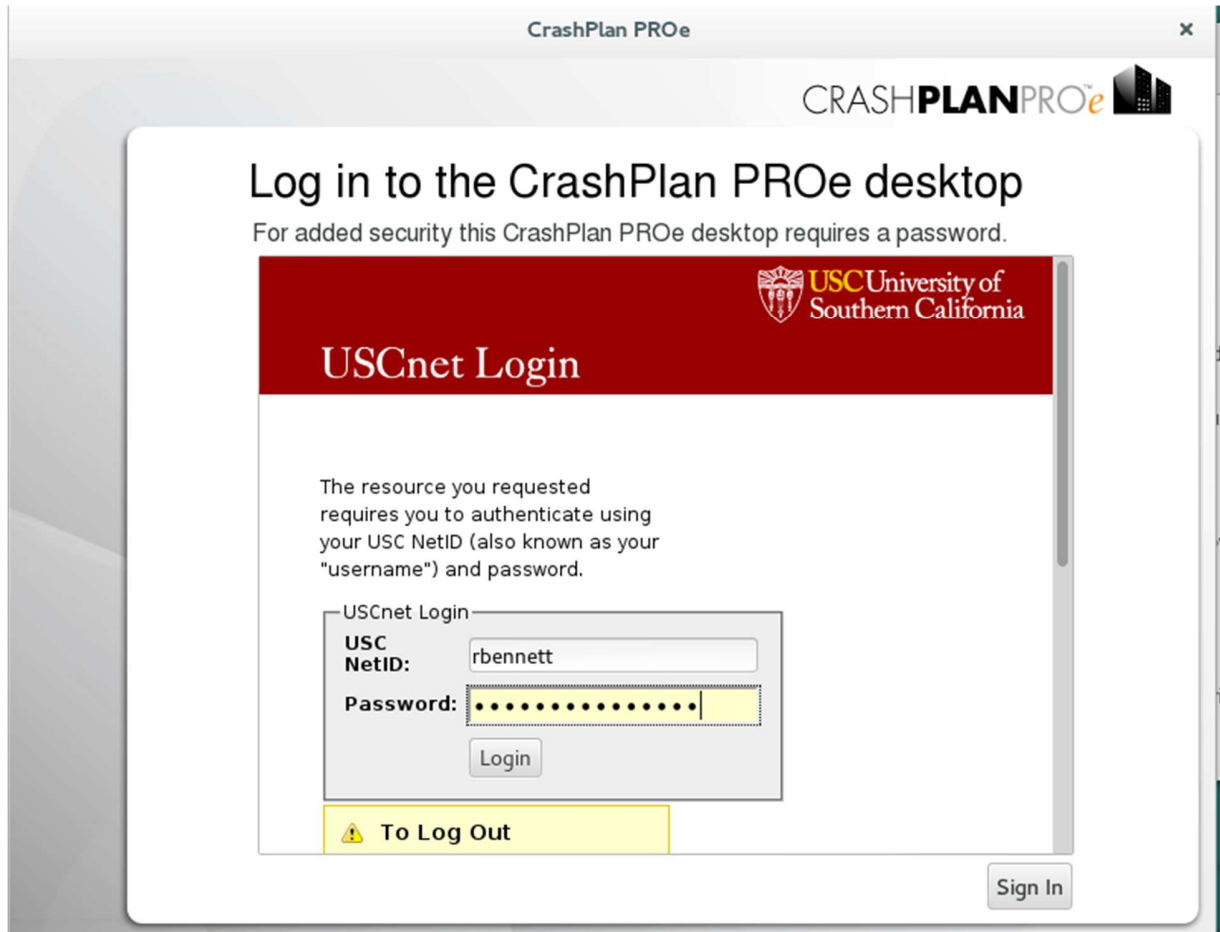 CrashPlan PROe
CRASHPLANPRO™e
Log in to the CrashPlan PROe desktop
For added security this CrashPlan PROe desktop requires a password.
USC University of
Southern California
USCnet Login
The resource you requested
requires you to authenticate using
your USC NetID (also known as your
"username") and password.
USCnet Login
USC
NetID:
rbennett
Password:
Login
To Log Out
Sign In